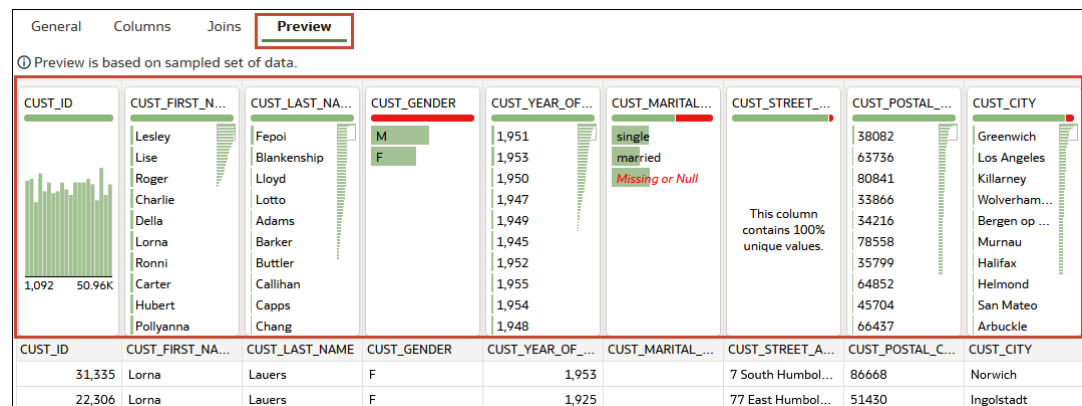 General Columns Joins Preview
Preview is based on sampled set of data.
CUST_ID CUST_FIRST_N... CUST_LAST_NA... CUST_GENDER CUST_YEAR_OF_... CUST_MARITAL_... CUST_STREET_... CUST_POSTAL_... CUST_CITY
Lesley Fepoi M 1,951 single 38082 Greenwich
Lise Blankenship F 1,953 married 63736 Los Angeles
Roger Lloyd 1,950 Missing or Null 80841 Killarney
Charlie Lotto 1,947 33866 Wolverham...
Della Adams 1,949 This column 34216 Bergen op ...
Lorna Barker 1,945 contains 100% 78558 Murnau
Ronni Buttler 1,952 unique values. 35799 Halifax
1,092 50.96K Carter Callihan 1,955 64852 Helmond
Hubert Capps 1,954 45704 San Mateo
Pollyanna Chang 1,948 66437 Arbuckle
CUST_ID CUST_FIRST_NA... CUST_LAST_NAME CUST_GENDER CUST_YEAR_OF_... CUST_MARITAL_... CUST_STREET_A... CUST_POSTAL_C... CUST_CITY
31,335 Lorna Lauers F 1,953 7 South Humbol... 86668 Norwich
22,306 Lorna Lauers F 1,925 77 East Humbol... 51430 Ingolstadt